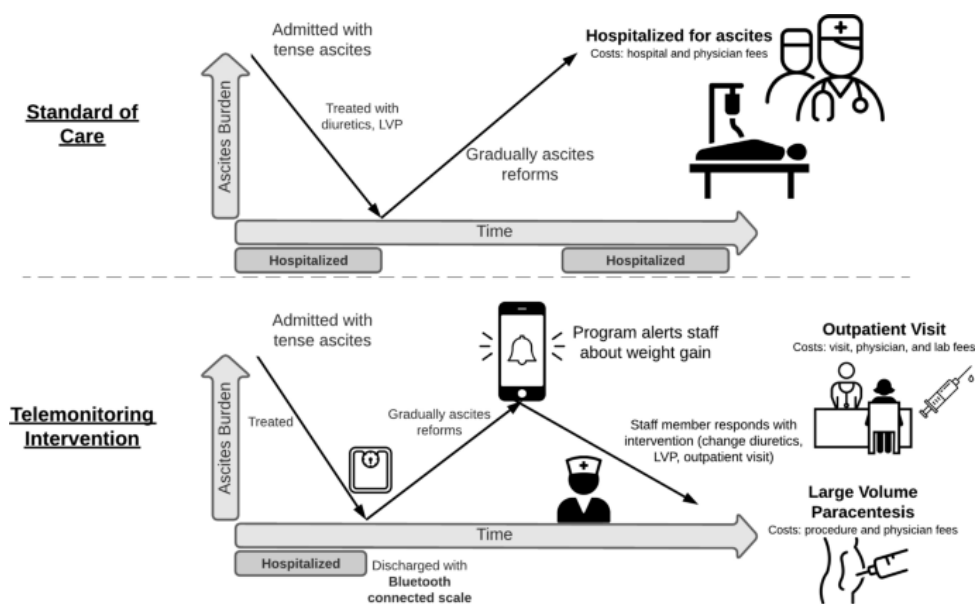 Admitted with
tense ascites
Hospitalized for ascites
Costs: hospital and physician fees
Standard of
Care
Ascites Burden
Treated with
diuretics, LVP
Gradually ascites
reforms
Time
Hospitalized
Hospitalized
Admitted with
tense ascites
Program alerts staff
about weight gain
Outpatient Visit
Costs: visit, physician, and lab fees
Telemonitoring
Intervention
Ascites Burden
Treated
Gradually ascites
reforms
Staff member responds with
intervention (change diuretics,
LVP, outpatient visit)
Large Volume
Paracentesis
Costs: procedure and physician fees
Time
Hospitalized
Discharged with
Bluetooth
connected scale